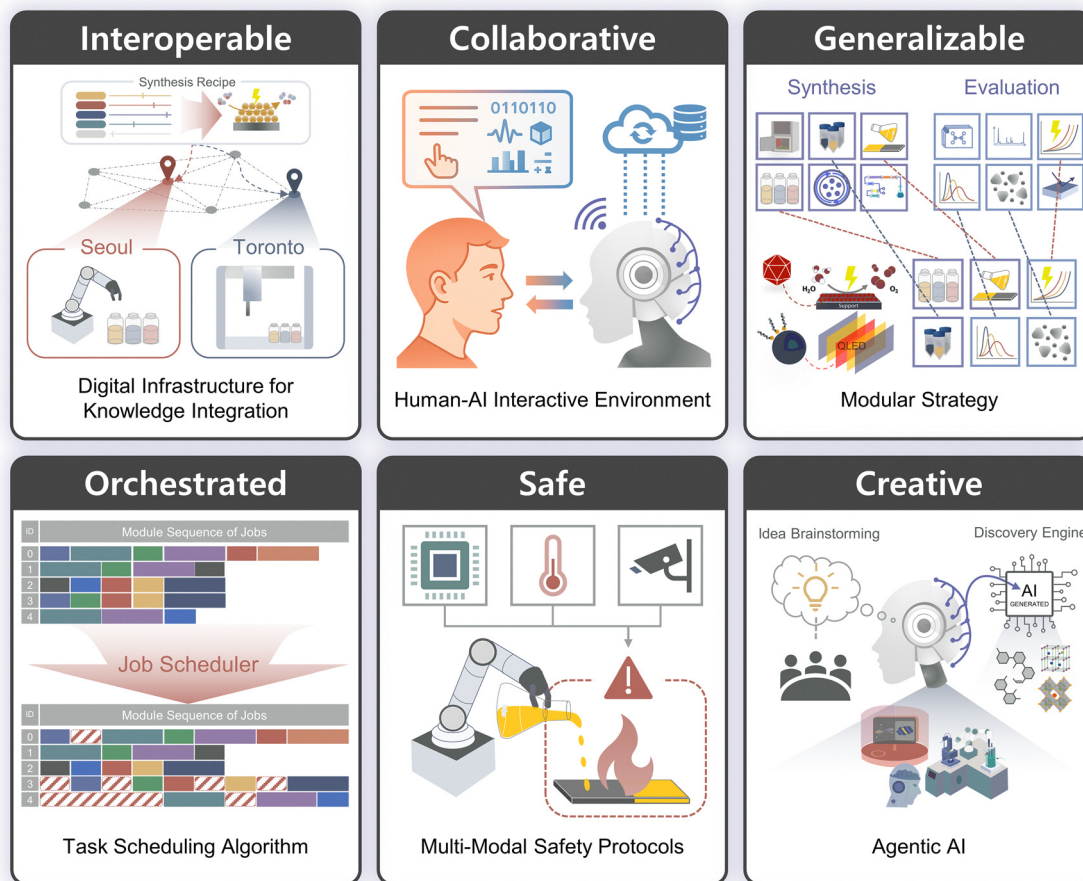 Interoperable
Synthesis Recipe
Seoul
Toronto
Digital Infrastructure for
Knowledge Integration
Collaborative
0110110
Human-AI Interactive Environment
Generalizable
Synthesis
Evaluation
H₂O
O₂
Support
QLED
Modular Strategy
Orchestrated
ID
Module Sequence of Jobs
0
1
2
3
4
Job Scheduler
ID
Module Sequence of Jobs
0
1
2
3
4
Task Scheduling Algorithm
Safe
Multi-Modal Safety Protocols
Creative
Idea Brainstorming
Discovery Engine
AI
GENERATED
Agentic AI